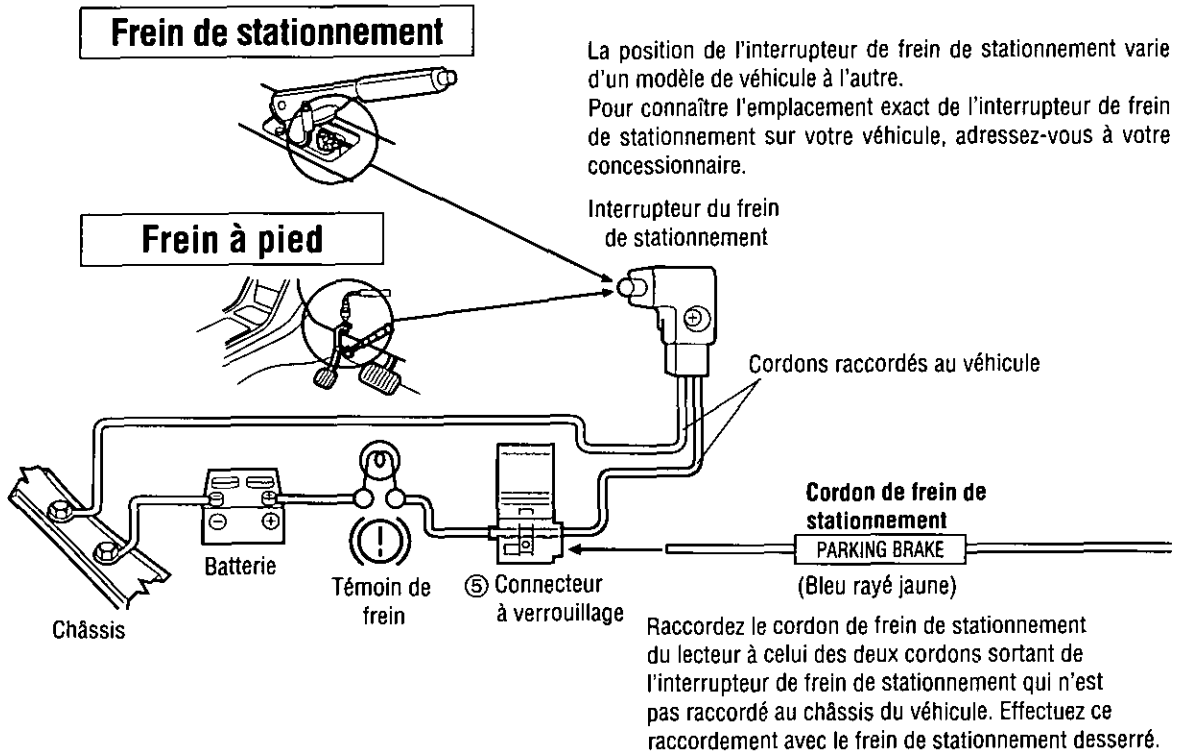 Frein de stationnement
La position de l'interrupteur de frein de stationnement varie
d'un modèle de véhicule à l'autre.
Pour connaître l'emplacement exact de l'interrupteur de frein
de stationnement sur votre véhicule, adressez-vous à votre
concessionnaire.
Interrupteur du frein
de stationnement
Frein à pied
Cordons raccordés au véhicule
Cordon de frein de
stationnement
PARKING BRAKE
(Bleu rayé jaune)
Batterie
Témoin de
frein
⑤ Connecteur
à verrouillage
Châssis
Raccordez le cordon de frein de stationnement
du lecteur à celui des deux cordons sortant de
l'interrupteur de frein de stationnement qui n'est
pas raccordé au châssis du véhicule. Effectuez ce
raccordement avec le frein de stationnement desserré.